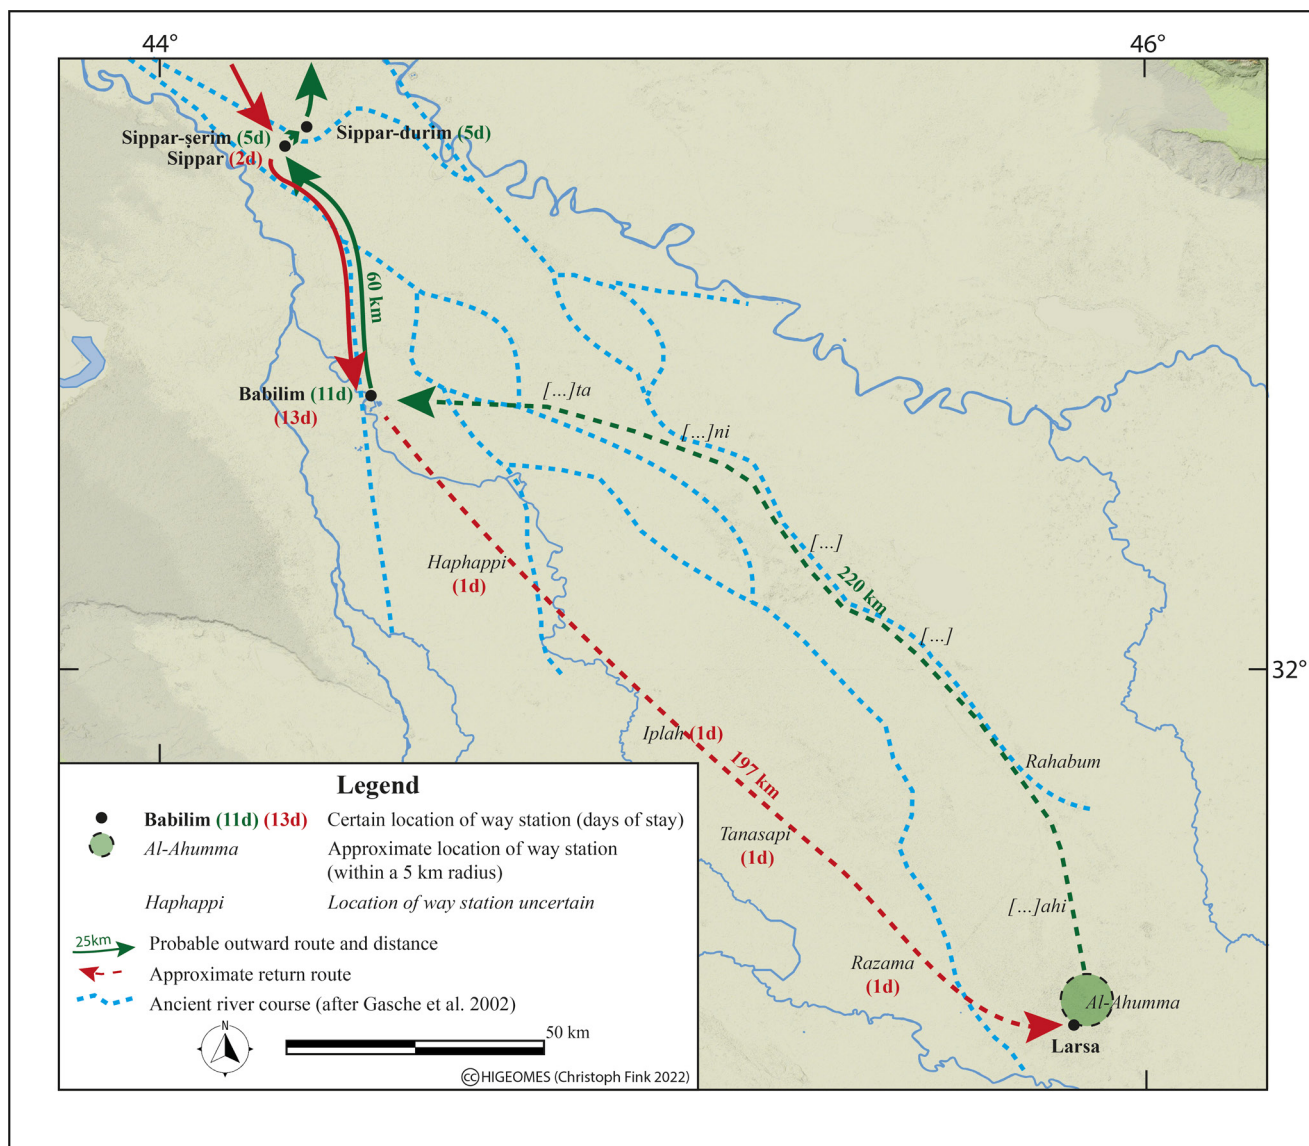 44°
46°
Sippar-ṣerim (5d)
Sippar (2d)
Sippar-durim (5d)
60 km
Babilim (11d)
(13d)
[...]ta
[...]ni
[...]
220 km
[...]
Haphappi
(1d)
32°
Iplah (1d)
197 km
Rahabum
Tanasapi
(1d)
[...]ahi
Razama
(1d)
Al-Ahumma
Larsa
Legend
Babilim (11d) (13d) Certain location of way station (days of stay)
Al-Ahumma Approximate location of way station
(within a 5 km radius)
Haphappi Location of way station uncertain
25km Probable outward route and distance
Approximate return route
Ancient river course (after Gasche et al. 2002)
N
50 km
cc HIGEOMES (Christoph Fink 2022)